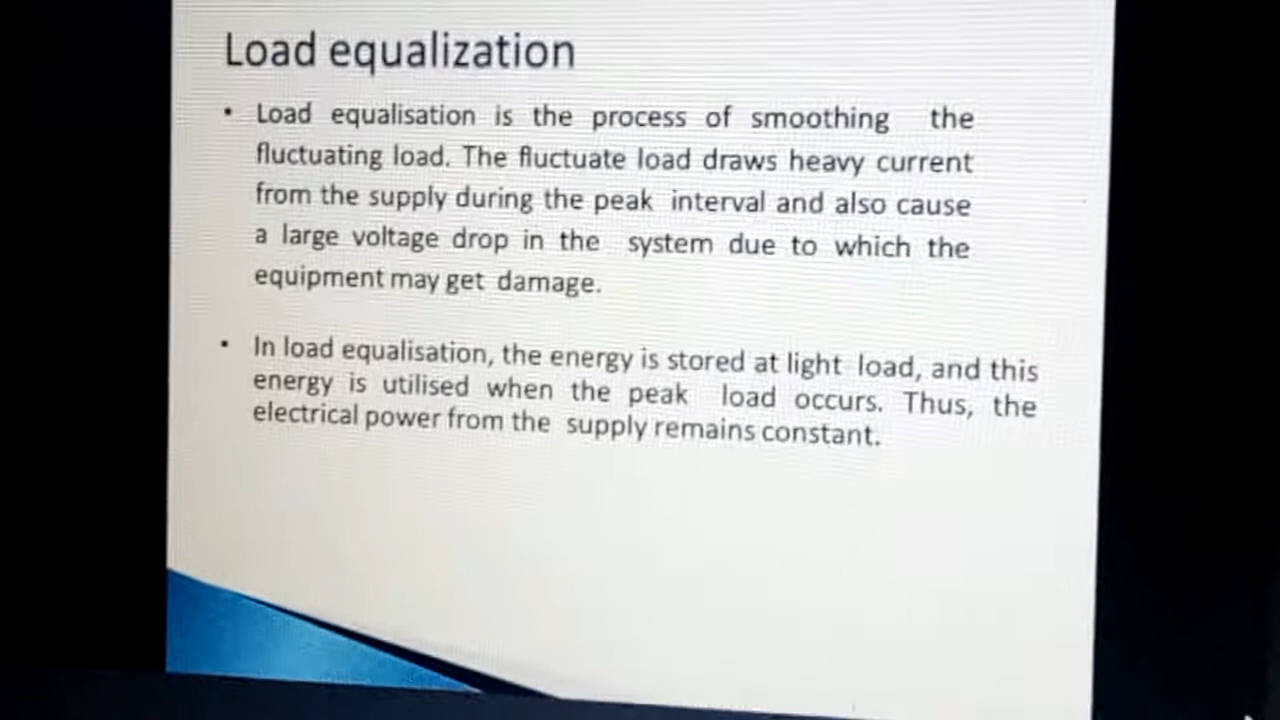 Load equalization
• Load equalisation is the process of smoothing the
fluctuating load. The fluctuate load draws heavy current
from the supply during the peak interval and also cause
a large voltage drop in the system due to which the
equipment may get damage.
• In load equalisation, the energy is stored at light load, and this
energy is utilised when the peak load occurs. Thus, the
electrical power from the supply remains constant.